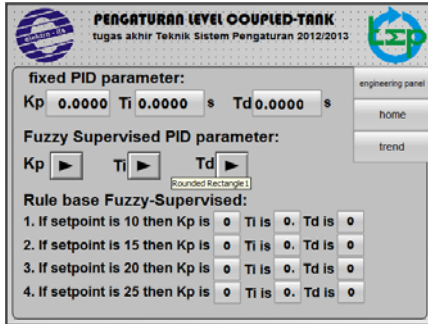 PENGATURAN LEVEL COUPLED-TANK
tugas akhir Teknik Sistem Pengaturan 2012/2013
elektro - its
tsp
fixed PID parameter:
engineering panel
Kp 0.0000 Ti 0.0000 s Td 0.0000 s
home
Fuzzy Supervised PID parameter:
trend
Kp Ti Td
Rounded Rectangle1
Rule base Fuzzy-Supervised:
1. If setpoint is 10 then Kp is 0 Ti is 0. Td is 0
2. If setpoint is 15 then Kp is 0 Ti is 0. Td is 0
3. If setpoint is 20 then Kp is 0 Ti is 0. Td is 0
4. If setpoint is 25 then Kp is 0 Ti is 0. Td is 0